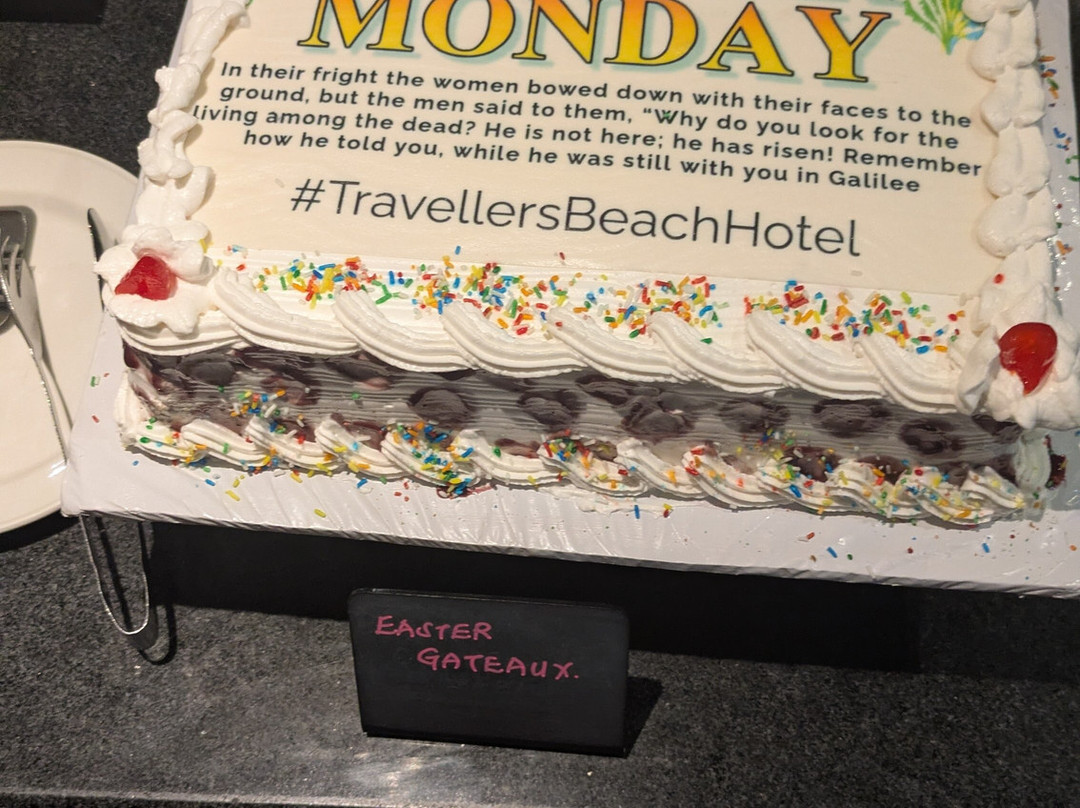 MONDAY
In their fright the women bowed down with their faces to the
ground, but the men said to them, “Why do you look for the
living among the dead? He is not here; he has risen! Remember
how he told you, while he was still with you in Galilee
#TravellersBeachHotel
EASTER
GATEAUX.